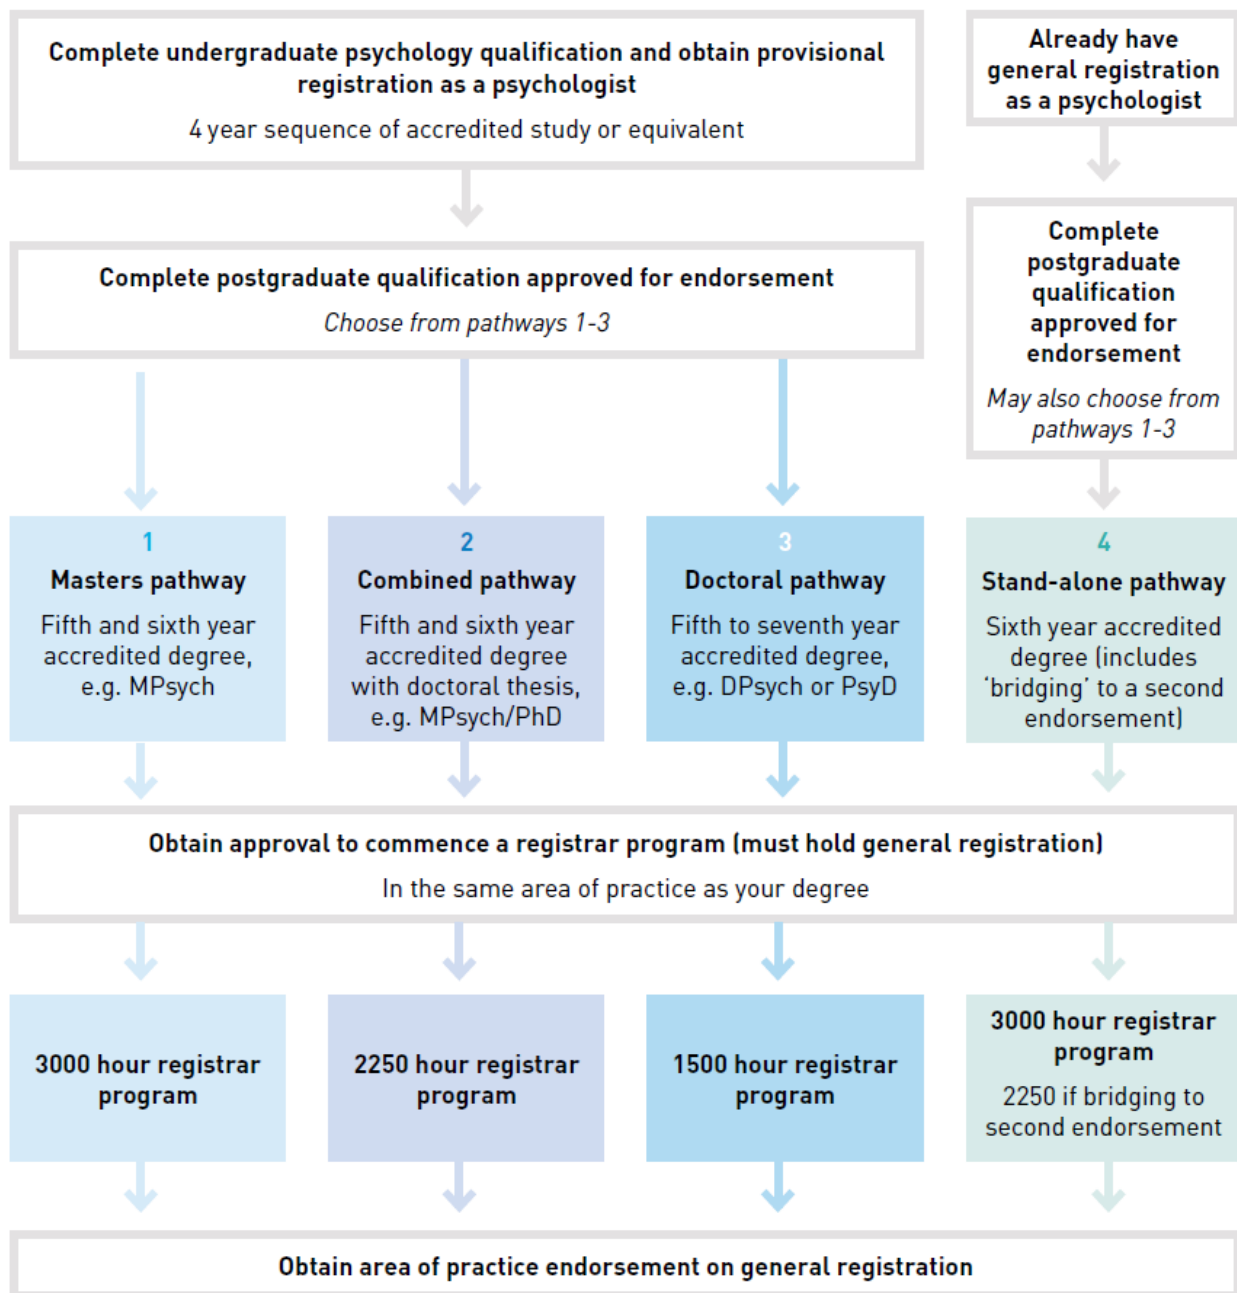 Complete undergraduate psychology qualification and obtain provisional
registration as a psychologist
4 year sequence of accredited study or equivalent
Already have
general registration
as a psychologist
Complete postgraduate qualification approved for endorsement
Choose from pathways 1-3
Complete
postgraduate
qualification
approved for
endorsement
May also choose from
pathways 1-3
1
Masters pathway
Fifth and sixth year
accredited degree,
e.g. MPsych
2
Combined pathway
Fifth and sixth year
accredited degree
with doctoral thesis,
e.g. MPsych/PhD
3
Doctoral pathway
Fifth to seventh year
accredited degree,
e.g. DPsych or PsyD
4
Stand-alone pathway
Sixth year accredited
degree (includes
‘bridging’ to a second
endorsement)
Obtain approval to commence a registrar program (must hold general registration)
In the same area of practice as your degree
3000 hour registrar
program
2250 hour registrar
program
1500 hour registrar
program
3000 hour registrar
program
2250 if bridging to
second endorsement
Obtain area of practice endorsement on general registration